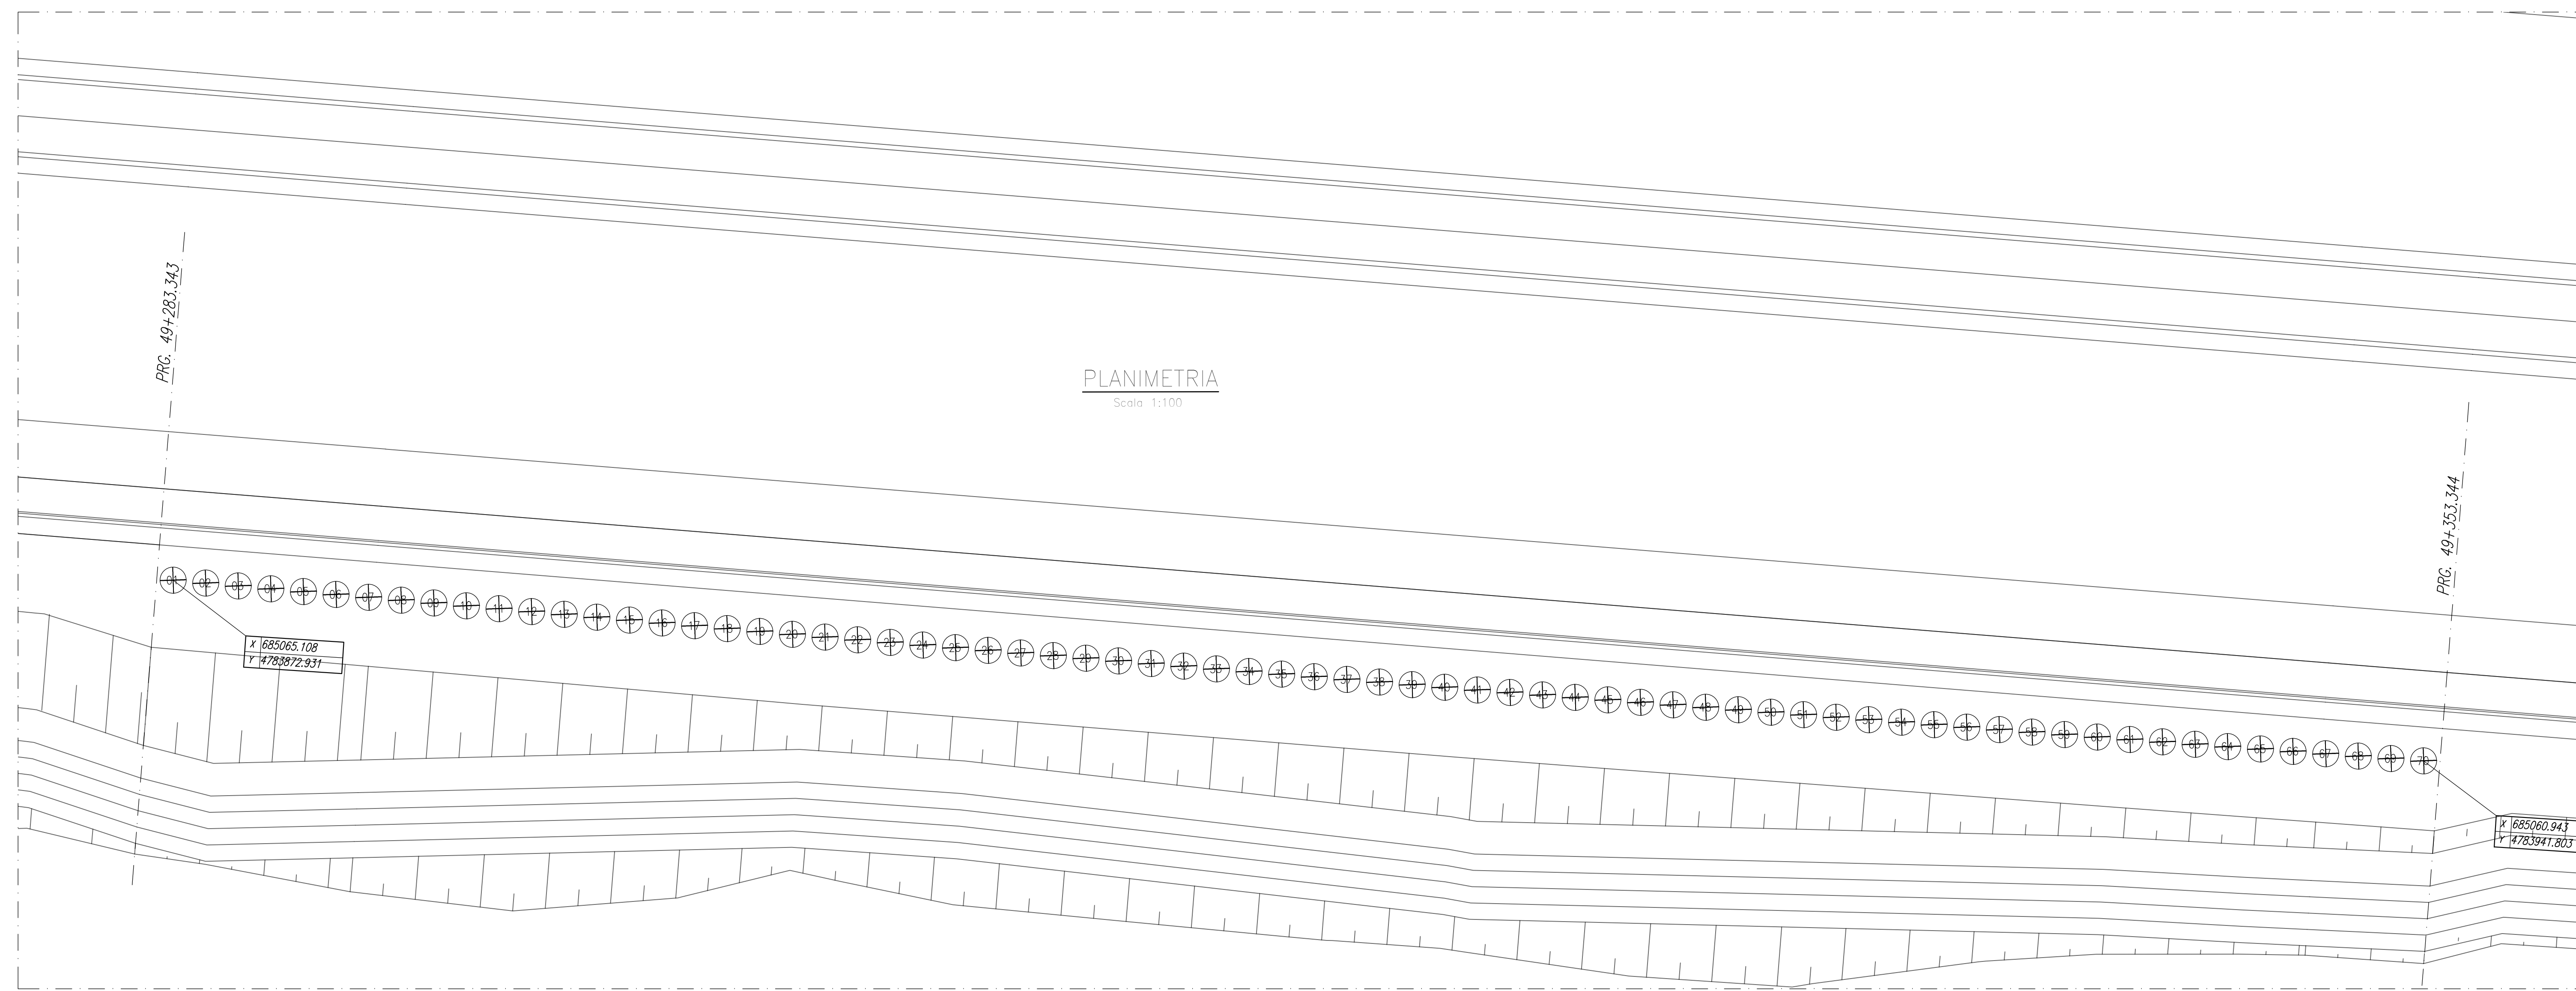 PRG. 49+283.343
PLANIMETRIA
Scala 1:100
PRG. 49+353.344
01 02 03 04 05 06 07 08 09 10 11 12 13 14 15 16 17 18 19 20 21 22 23 24 25 26 27 28 29 30 31 32 33 34 35 36 37 38 39 40 41 42 43 44 45 46 47 48 49 50 51 52 53 54 55 56 57 58 59 60 61 62 63 64 65 66 67 68 69 70
X 685065.108
Y 4783872.931
X 685060.943
Y 4783941.803